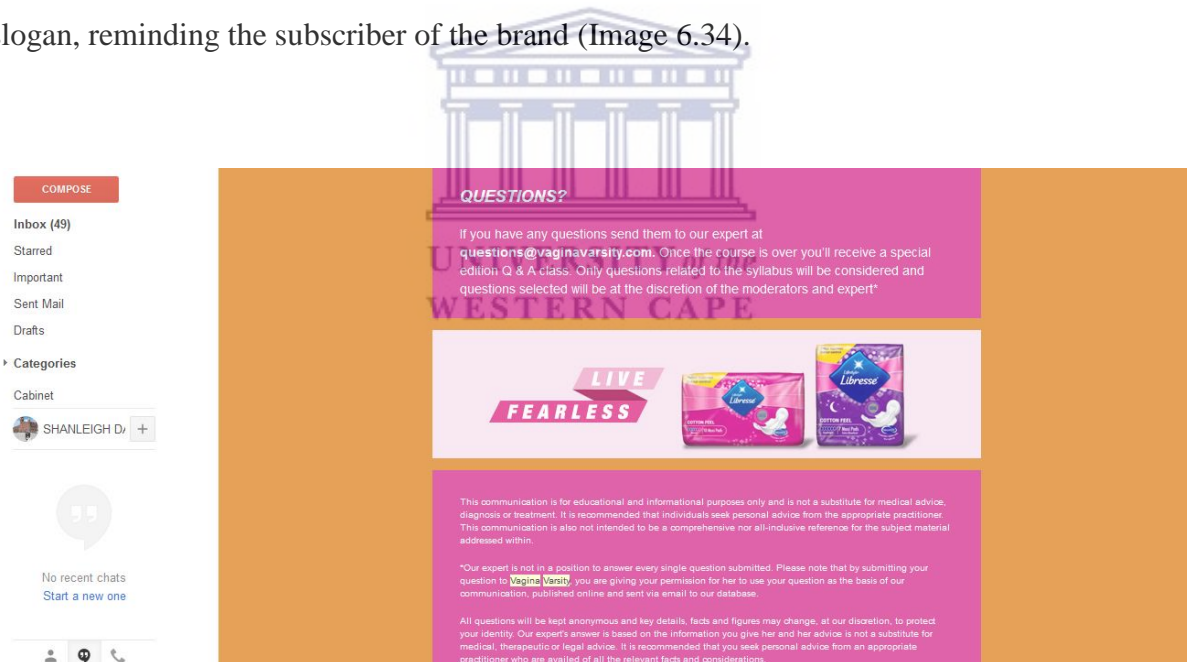 logan, reminding the subscriber of the brand (Image 6.34).
COMPOSE
Inbox (49)
Starred
Important
Sent Mail
Drafts
Categories
Cabinet
SHANLEIGH D
No recent chats
Start a new one
QUESTIONS?
If you have any questions send them to our expert at
questions@vaginavarsity.com. Once the course is over you'll receive a special
edition Q & A class. Only questions related to the syllabus will be considered and
questions selected will be at the discretion of the moderators and expert*
UNIVERSITY of the
WESTERN CAPE
LIVE
FEARLESS
Libresse
COTTON FEEL
Libresse
COTTON FEEL
This communication is for educational and informational purposes only and is not a substitute for medical advice,
diagnosis or treatment. It is recommended that individuals seek personal advice from the appropriate practitioner.
This communication is also not intended to be a comprehensive nor all-inclusive reference for the subject material
addressed within.
*Our expert is not in a position to answer every single question submitted. Please note that by submitting your
question to Vagina Varsity, you are giving your permission for her to use your question as the basis of our
communication, published online and sent via email to our database.
All questions will be kept anonymous and key details, facts and figures may change, at our discretion, to protect
your identity. Our expert's answer is based on the information you give her and her advice is not a substitute for
medical, therapeutic or legal advice. It is recommended that you seek personal advice from an appropriate
practitioner who are availed of all the relevant facts and considerations.